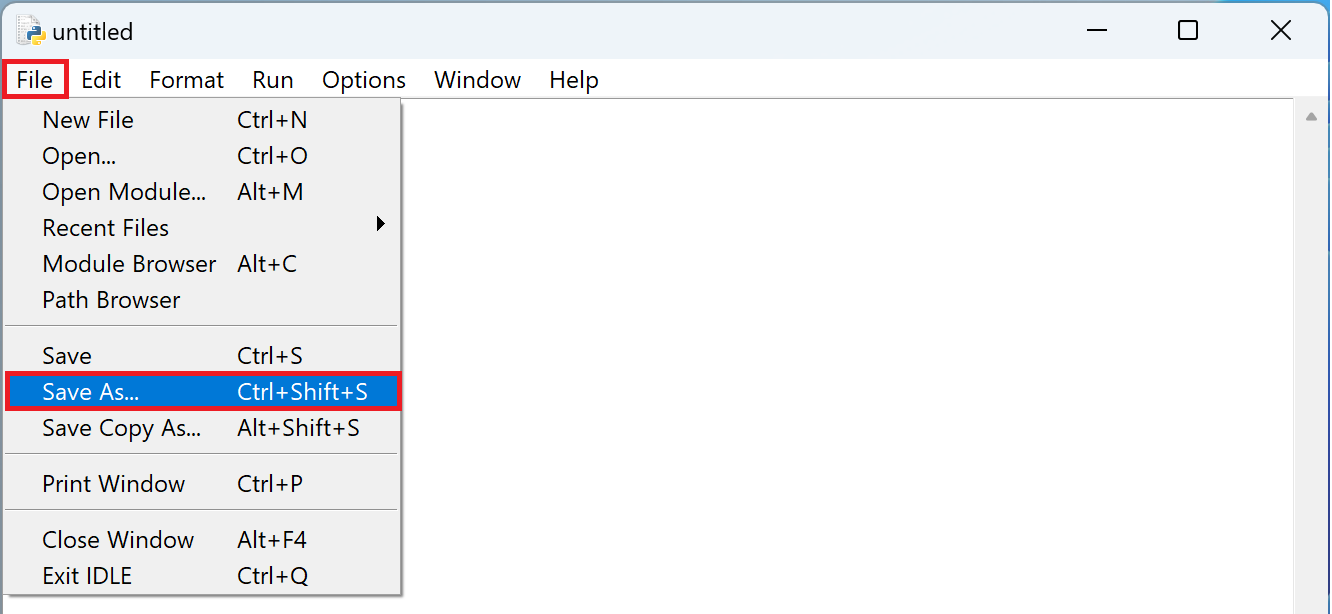 untitled
File Edit Format Run Options Window Help
New File Ctrl+N
Open... Ctrl+O
Open Module... Alt+M
Recent Files
Module Browser Alt+C
Path Browser
Save Ctrl+S
Save As... Ctrl+Shift+S
Save Copy As... Alt+Shift+S
Print Window Ctrl+P
Close Window Alt+F4
Exit IDLE Ctrl+Q